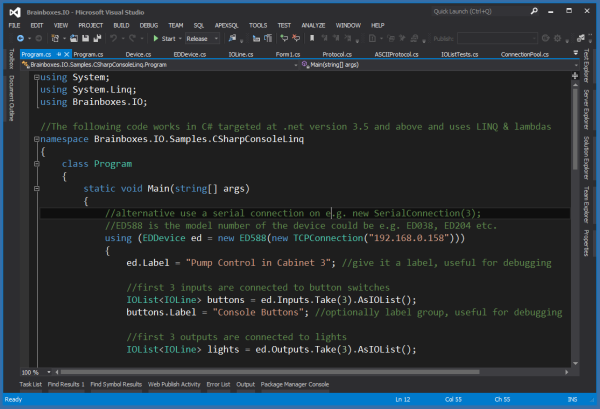 Brainboxes.IO - Microsoft Visual Studio
Quick Launch (Ctrl+Q)
FILE EDIT VIEW PROJECT BUILD DEBUG TEAM SQL APEXSQL TOOLS TEST ANALYZE WINDOW HELP
Start Release Publish:
Program.cs Program.cs Device.cs EDDevice.cs IOLine.cs Form1.cs Protocol.cs ASCIIProtocol.cs IOListTests.cs ConnectionPool.cs
Brainboxes.IO.Samples.CSharpConsoleLinq.Program Main(string[] args)
Toolbox
Document Outline
using System;
using System.Linq;
using Brainboxes.IO;
//The following code works in C# targeted at .net version 3.5 and above and uses LINQ & lambdas
namespace Brainboxes.IO.Samples.CSharpConsoleLinq
{
class Program
{
static void Main(string[] args)
{
//alternative use a serial connection on e.g. new SerialConnection(3);
//ED588 is the model number of the device could be e.g. ED038, ED204 etc.
using (EDDevice ed = new ED588(new TCPConnection("192.168.0.158")))
{
ed.Label = "Pump Control in Cabinet 3"; //give it a label, useful for debugging
//first 3 inputs are connected to button switches
IOList<IOLine> buttons = ed.Inputs.Take(3).AsIOList();
buttons.Label = "Console Buttons"; //optionally label group, useful for debugging
//first 3 outputs are connected to lights
IOList<IOLine> lights = ed.Outputs.Take(3).AsIOList();
Test Explorer
Server Explorer
Solution Explorer
Team Explorer
Properties
100 %
Task List Find Results 1 Find Symbol Results Web Publish Activity Error List Output Package Manager Console
Ready Ln 12 Col 55 Ch 55 INS